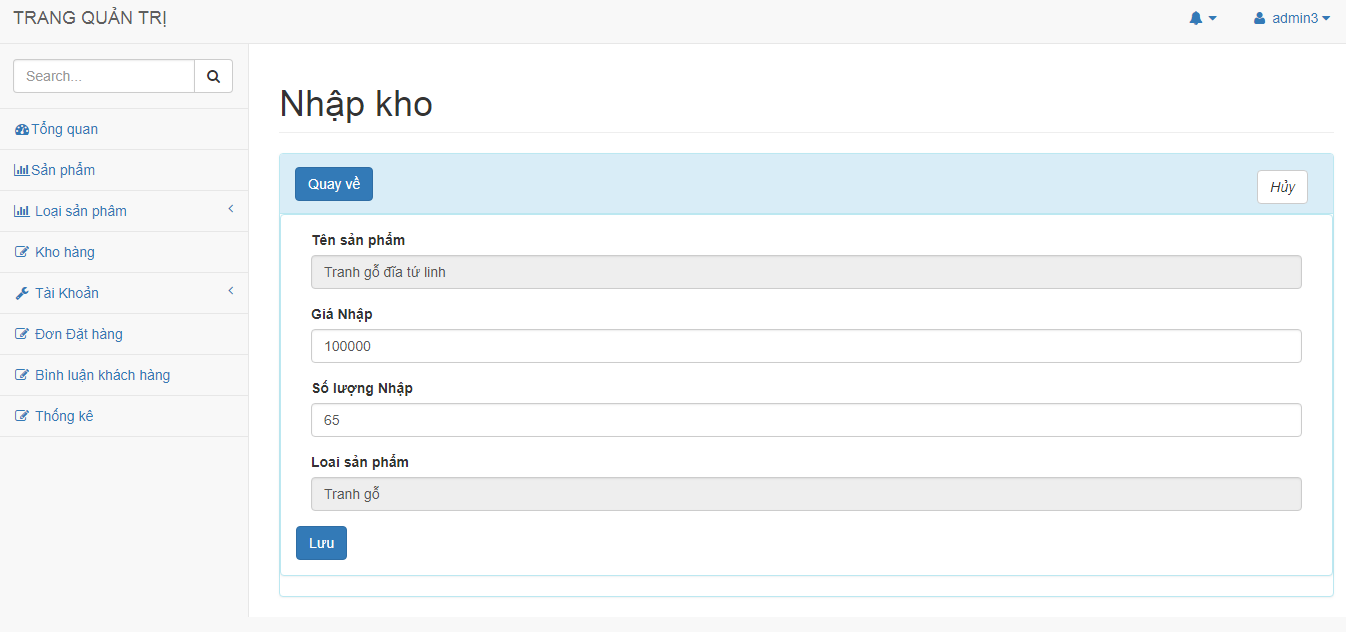 TRANG QUẢN TRỊ
admin3
Search...
Tổng quan
Sản phẩm
Loại sản phâm
Kho hàng
Tài Khoản
Đơn Đặt hàng
Bình luận khách hàng
Thống kê
Nhập kho
Quay về
Hủy
Tên sản phẩm
Tranh gỗ đĩa tứ linh
Giá Nhập
100000
Số lượng Nhập
65
Loai sản phẩm
Tranh gỗ
Lưu